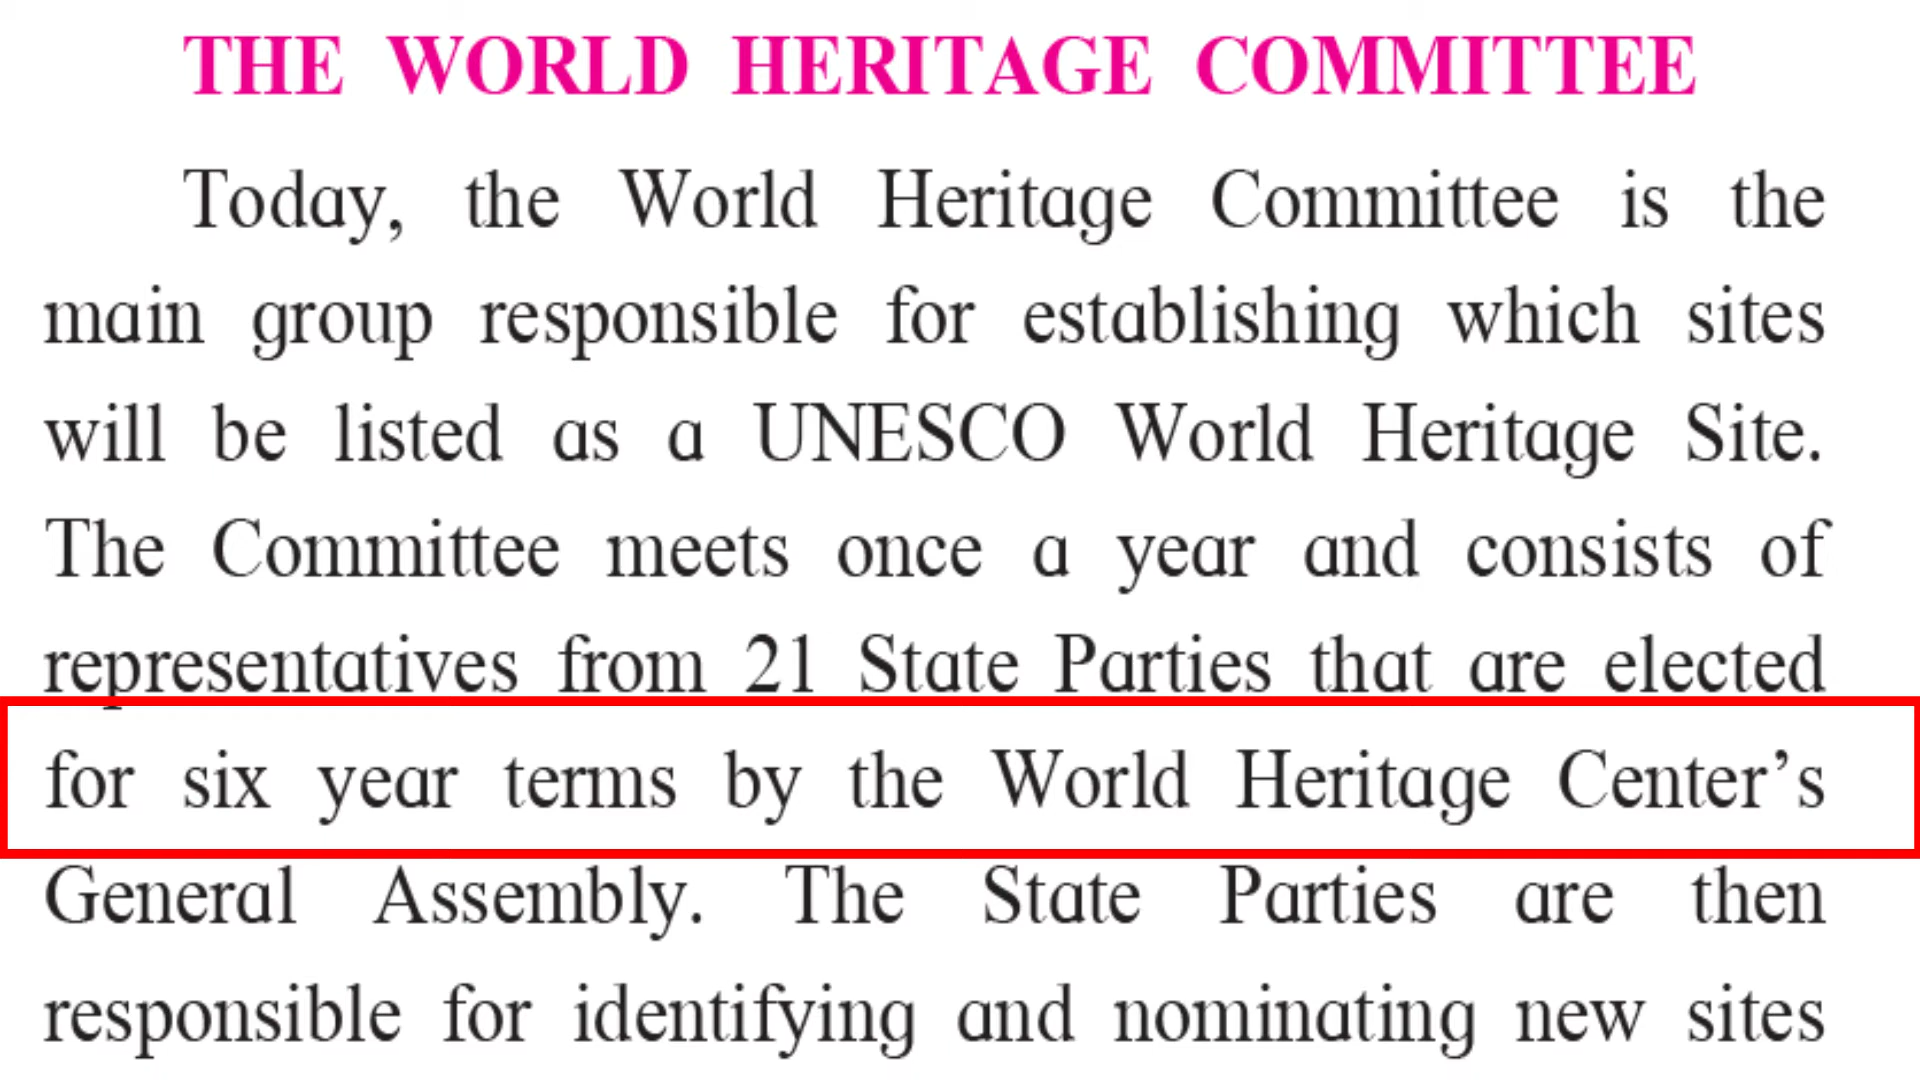 THE WORLD HERITAGE COMMITTEE
Today, the World Heritage Committee is the
main group responsible for establishing which sites
will be listed as a UNESCO World Heritage Site.
The Committee meets once a year and consists of
representatives from 21 State Parties that are elected
for six year terms by the World Heritage Center’s
General Assembly. The State Parties are then
responsible for identifying and nominating new sites